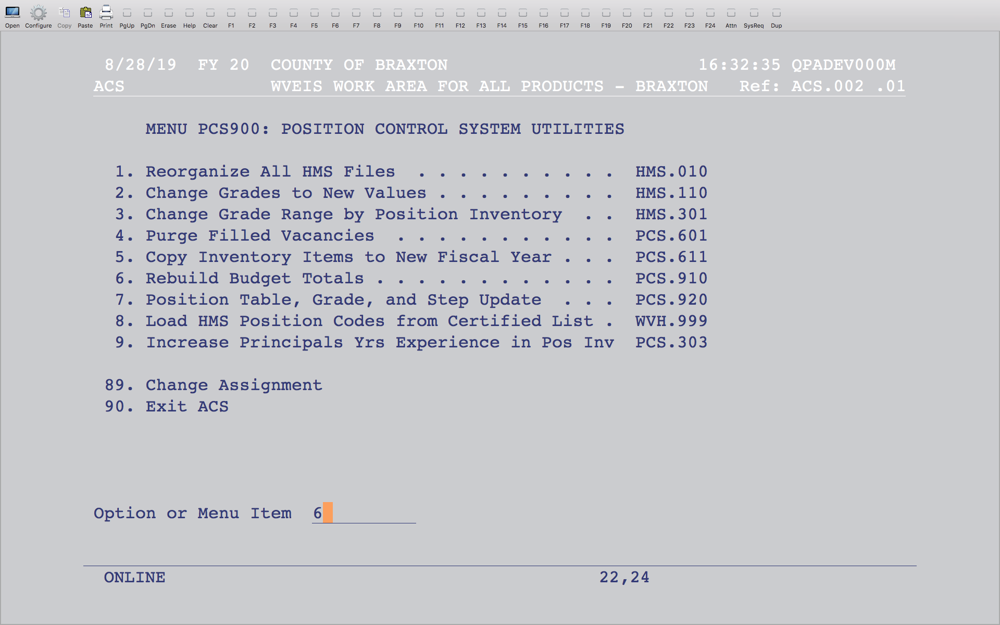 Open Configure Copy Paste Print PgUp PgDn Erase Help Clear F1 F2 F3 F4 F5 F6 F7 F8 F9 F10 F11 F12 F13 F14 F15 F16 F17 F18 F19 F20 F21 F22 F23 F24 Attn SysReq Dup
8/28/19 FY 20 COUNTY OF BRAXTON 16:32:35 QPADEV000M
ACS WVEIS WORK AREA FOR ALL PRODUCTS - BRAXTON Ref: ACS.002 .01
MENU PCS900: POSITION CONTROL SYSTEM UTILITIES
1. Reorganize All HMS Files . . . . . . . . . . HMS.010
2. Change Grades to New Values . . . . . . . . . HMS.110
3. Change Grade Range by Position Inventory . . HMS.301
4. Purge Filled Vacancies . . . . . . . . . . . PCS.601
5. Copy Inventory Items to New Fiscal Year . . . PCS.611
6. Rebuild Budget Totals . . . . . . . . . . . . PCS.910
7. Position Table, Grade, and Step Update . . . PCS.920
8. Load HMS Position Codes from Certified List . WVH.999
9. Increase Principals Yrs Experience in Pos Inv PCS.303
89. Change Assignment
90. Exit ACS
Option or Menu Item 6
ONLINE 22,24